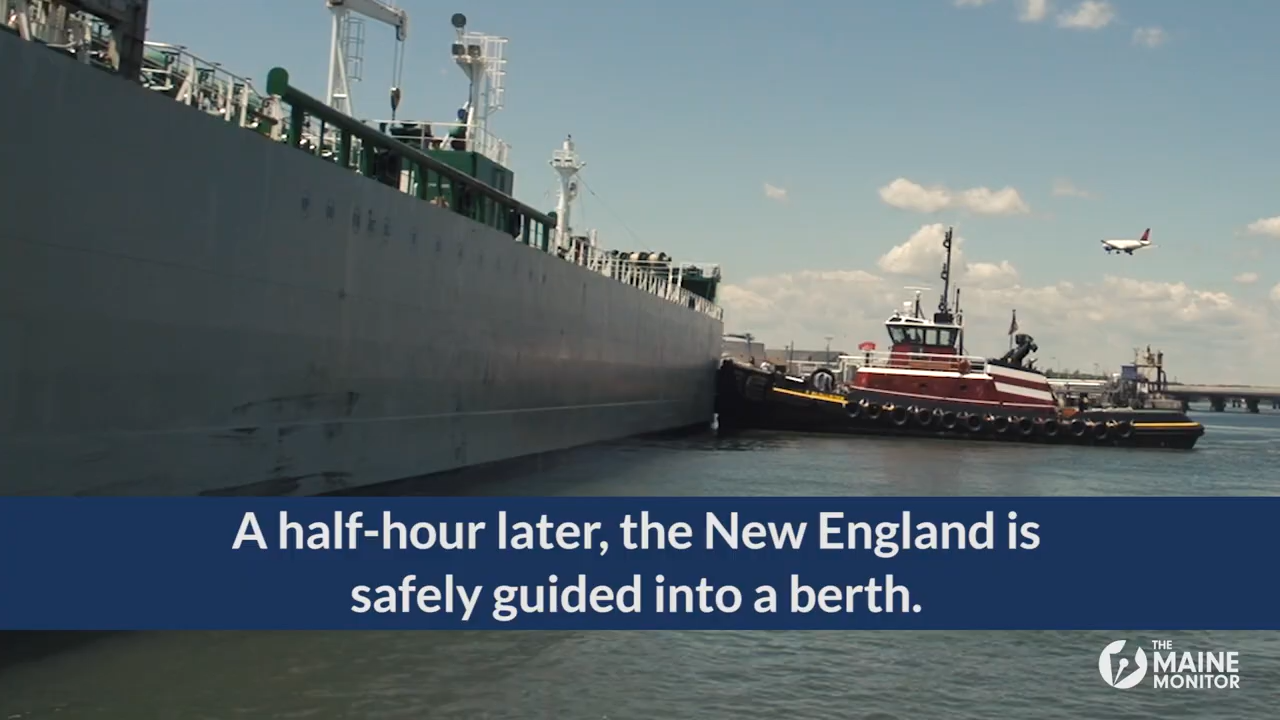 A half-hour later, the New England is
safely guided into a berth.
THE
MAINE
MONITOR